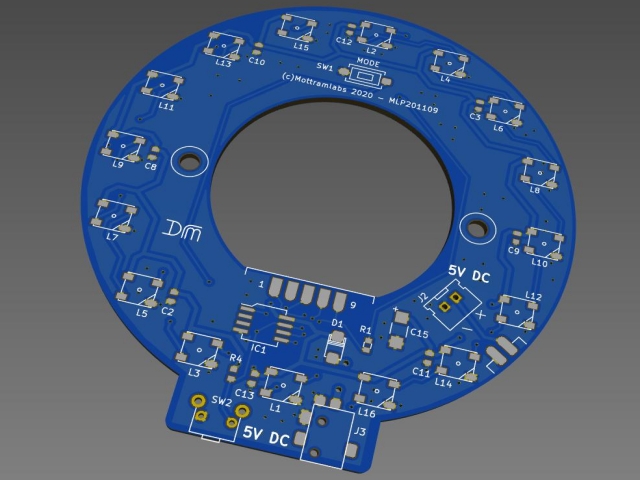 L15
C12
L2
L13
C10
MODE
SW1
L4
(c)Mottramlabs 2020 - MLP201109
L11
C3
L6
L9
C8
L8
L7
DM
C9
L10
5V DC
1
9
J2
L12
L5
C2
+
-
IC1
D1
R1
C15
L3
R4
C13
L1
L16
C11
L14
SW2
5V DC
J3